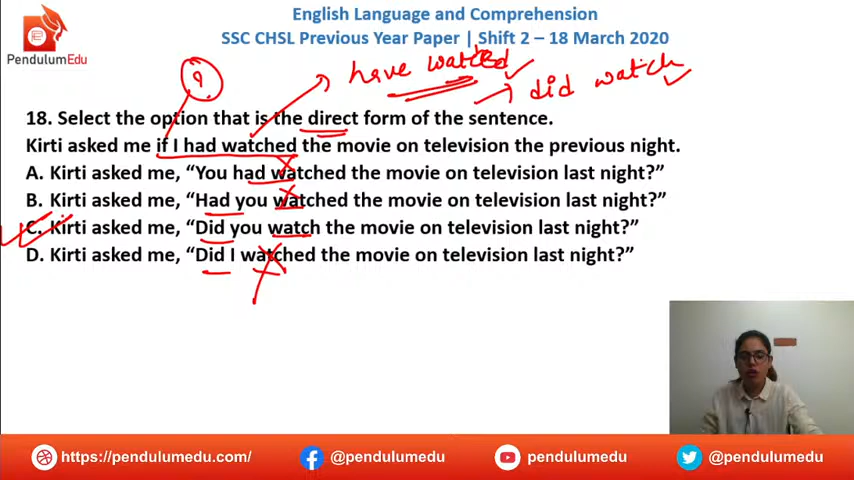 English Language and Comprehension
SSC CHSL Previous Year Paper | Shift 2 – 18 March 2020
PendulumEdu
?
have watched
did watch
18. Select the option that is the direct form of the sentence.
Kirti asked me if I had watched the movie on television the previous night.
A. Kirti asked me, “You had watched the movie on television last night?”
B. Kirti asked me, “Had you watched the movie on television last night?”
C. Kirti asked me, “Did you watch the movie on television last night?”
D. Kirti asked me, “Did I watched the movie on television last night?”
https://pendulumedu.com/
@pendulumedu
pendulumedu
@pendulumedu